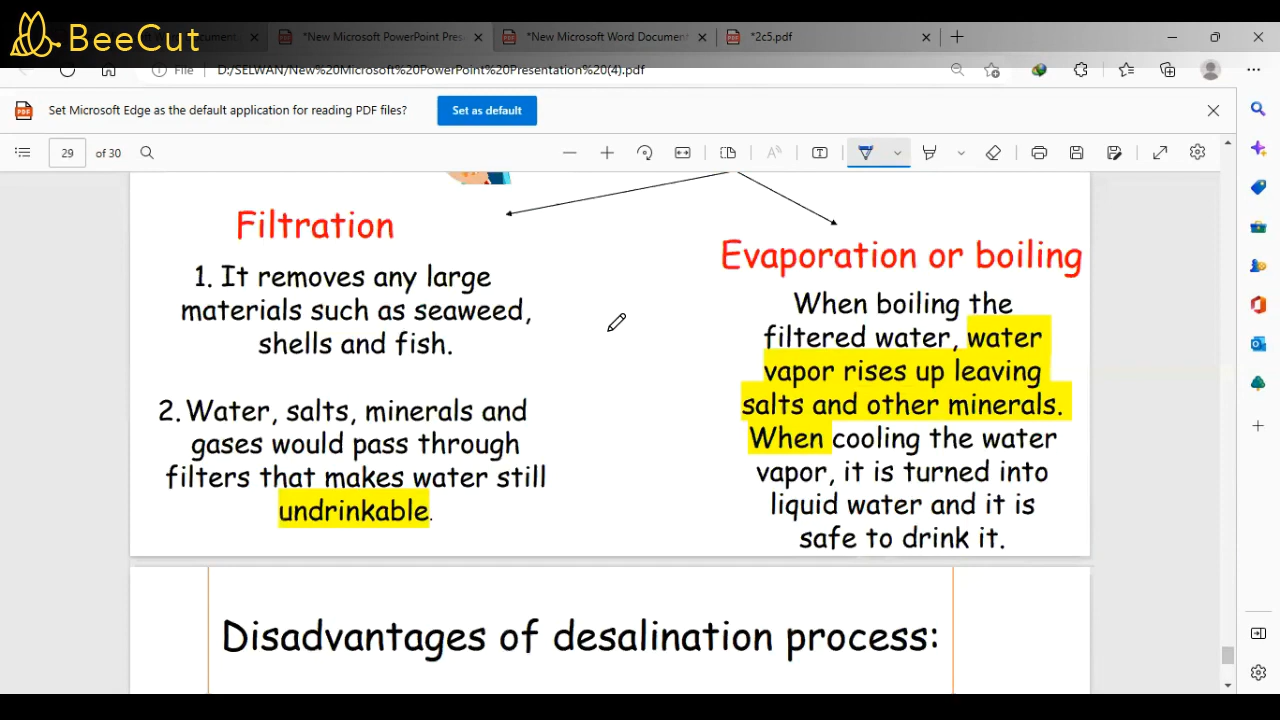 BeeCut
*New Microsoft PowerPoint Pres
*New Microsoft Word Document
*2c5.pdf
File
D:/SELWAN/New%20Microsoft%20PowerPoint%20Presentation%20(4).pdf
Set Microsoft Edge as the default application for reading PDF files?
Set as default
29 of 30
Filtration
1. It removes any large
materials such as seaweed,
shells and fish.
2. Water, salts, minerals and
gases would pass through
filters that makes water still
undrinkable.
Evaporation or boiling
When boiling the
filtered water, water
vapor rises up leaving
salts and other minerals.
When cooling the water
vapor, it is turned into
liquid water and it is
safe to drink it.
Disadvantages of desalination process: